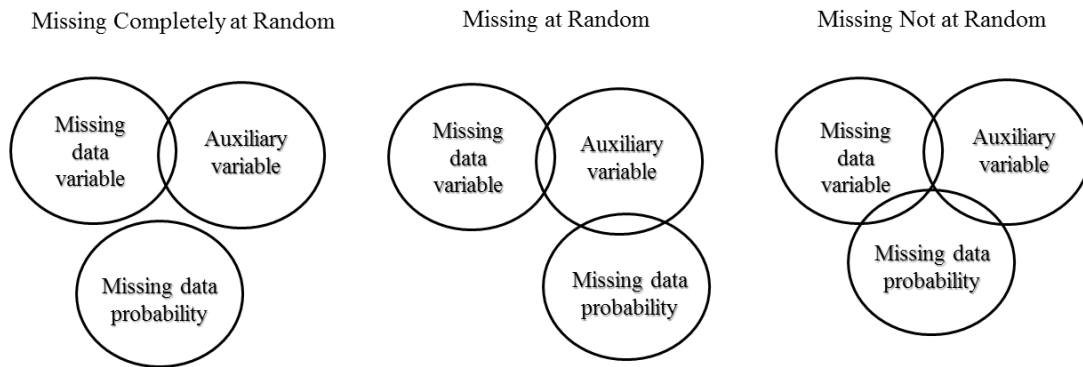 Missing Completely at Random
Missing
data
variable
Auxiliary
variable
Missing data
probability
Missing at Random
Missing
data
variable
Auxiliary
variable
Missing data
probability
Missing Not at Random
Missing
data
variable
Auxiliary
variable
Missing data
probability